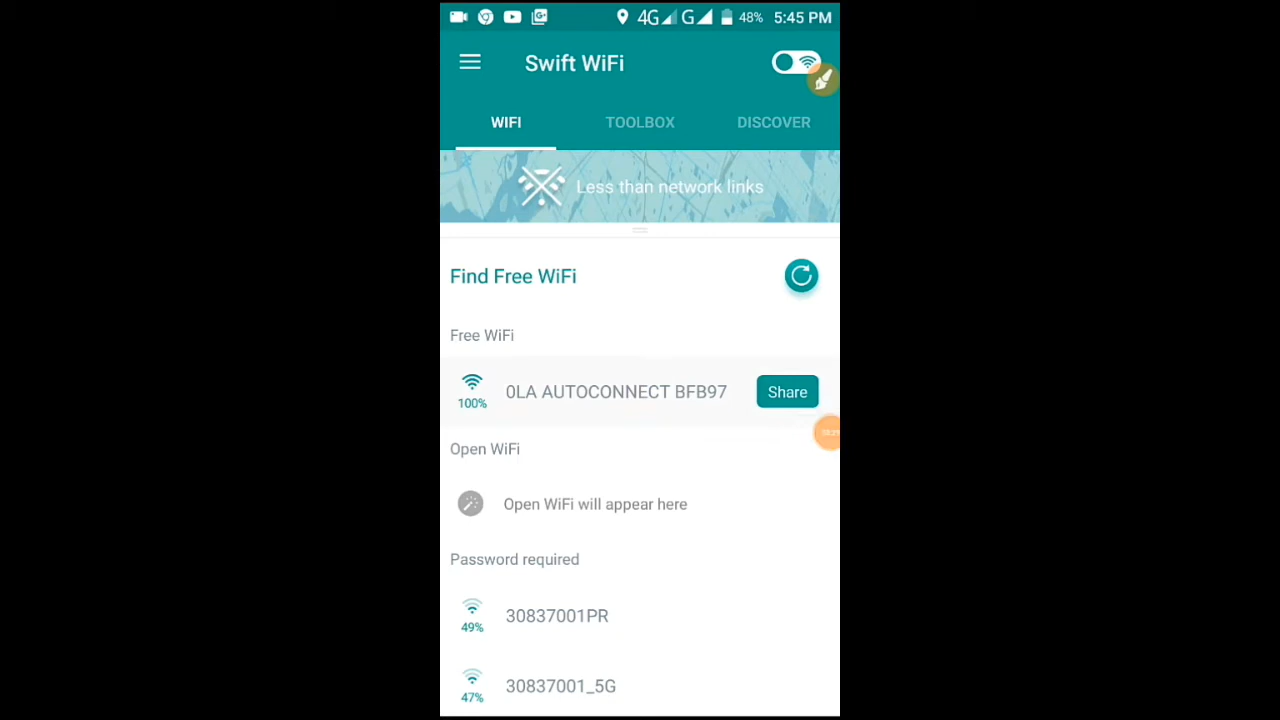 4G G 48% 5:45 PM
Swift WiFi
WIFI TOOLBOX DISCOVER
Less than network links
Find Free WiFi
Free WiFi
100% 0LA AUTOCONNECT BFB97 Share
Open WiFi
Open WiFi will appear here
Password required
49% 30837001PR
47% 30837001_5G